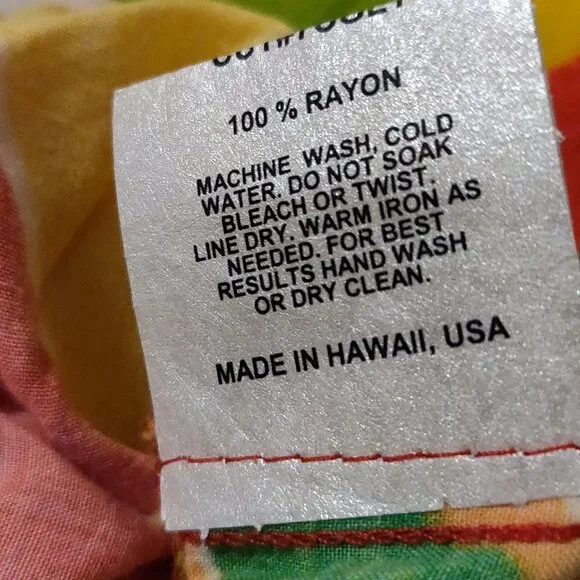 100 % RAYON
MACHINE WASH, COLD
WATER. DO NOT SOAK
BLEACH OR TWIST.
LINE DRY. WARM IRON AS
NEEDED. FOR BEST
RESULTS HAND WASH
OR DRY CLEAN.
MADE IN HAWAII, USA